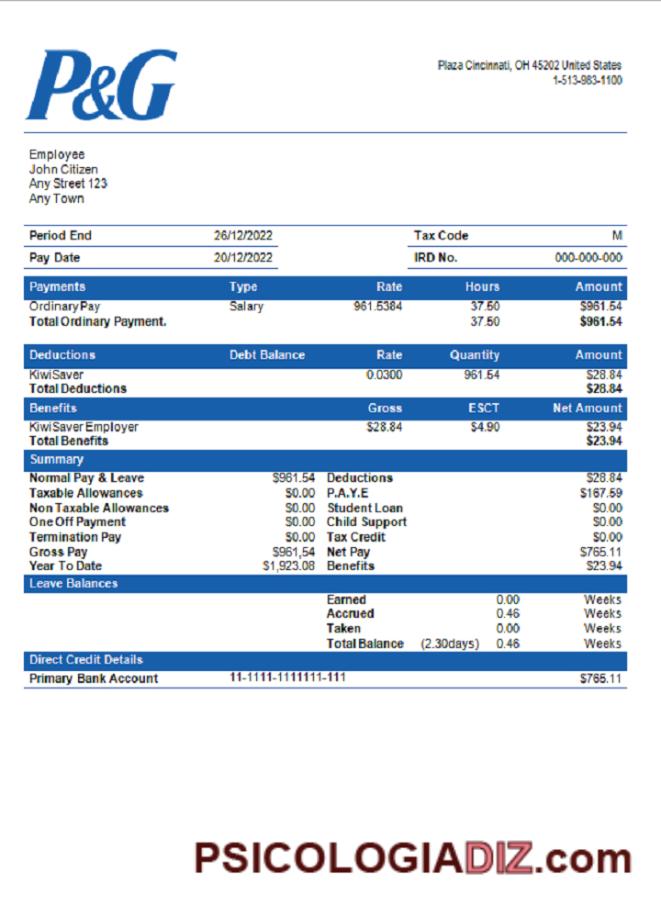 P&G
Plaza Cincinnati, OH 45202 United States
1-513-983-1100
Employee
John Citizen
Any Street 123
Any Town
Period End 26/12/2022 Tax Code M
Pay Date 20/12/2022 IRD No. 000-000-000
Payments Type Rate Hours Amount
Ordinary Pay Salary 961.5384 37.50 $961.54
Total Ordinary Payment. 37.50 $961.54
Deductions Debt Balance Rate Quantity Amount
KiwiSaver 0.0300 961.54 $28.84
Total Deductions $28.84
Benefits Gross ESCT Net Amount
KiwiSaver Employer $28.84 $4.90 $23.94
Total Benefits $23.94
Summary
Normal Pay & Leave $961.54 Deductions $28.84
Taxable Allowances $0.00 P.A.Y.E $167.59
Non Taxable Allowances $0.00 Student Loan $0.00
One Off Payment $0.00 Child Support $0.00
Termination Pay $0.00 Tax Credit $0.00
Gross Pay $961,54 Net Pay $765.11
Year To Date $1,923.08 Benefits $23.94
Leave Balances
Earned 0.00 Weeks
Accrued 0.46 Weeks
Taken 0.00 Weeks
Total Balance (2.30days) 0.46 Weeks
Direct Credit Details
Primary Bank Account 11-1111-1111111-111 $765.11
PSICOLOGIADIZ.com